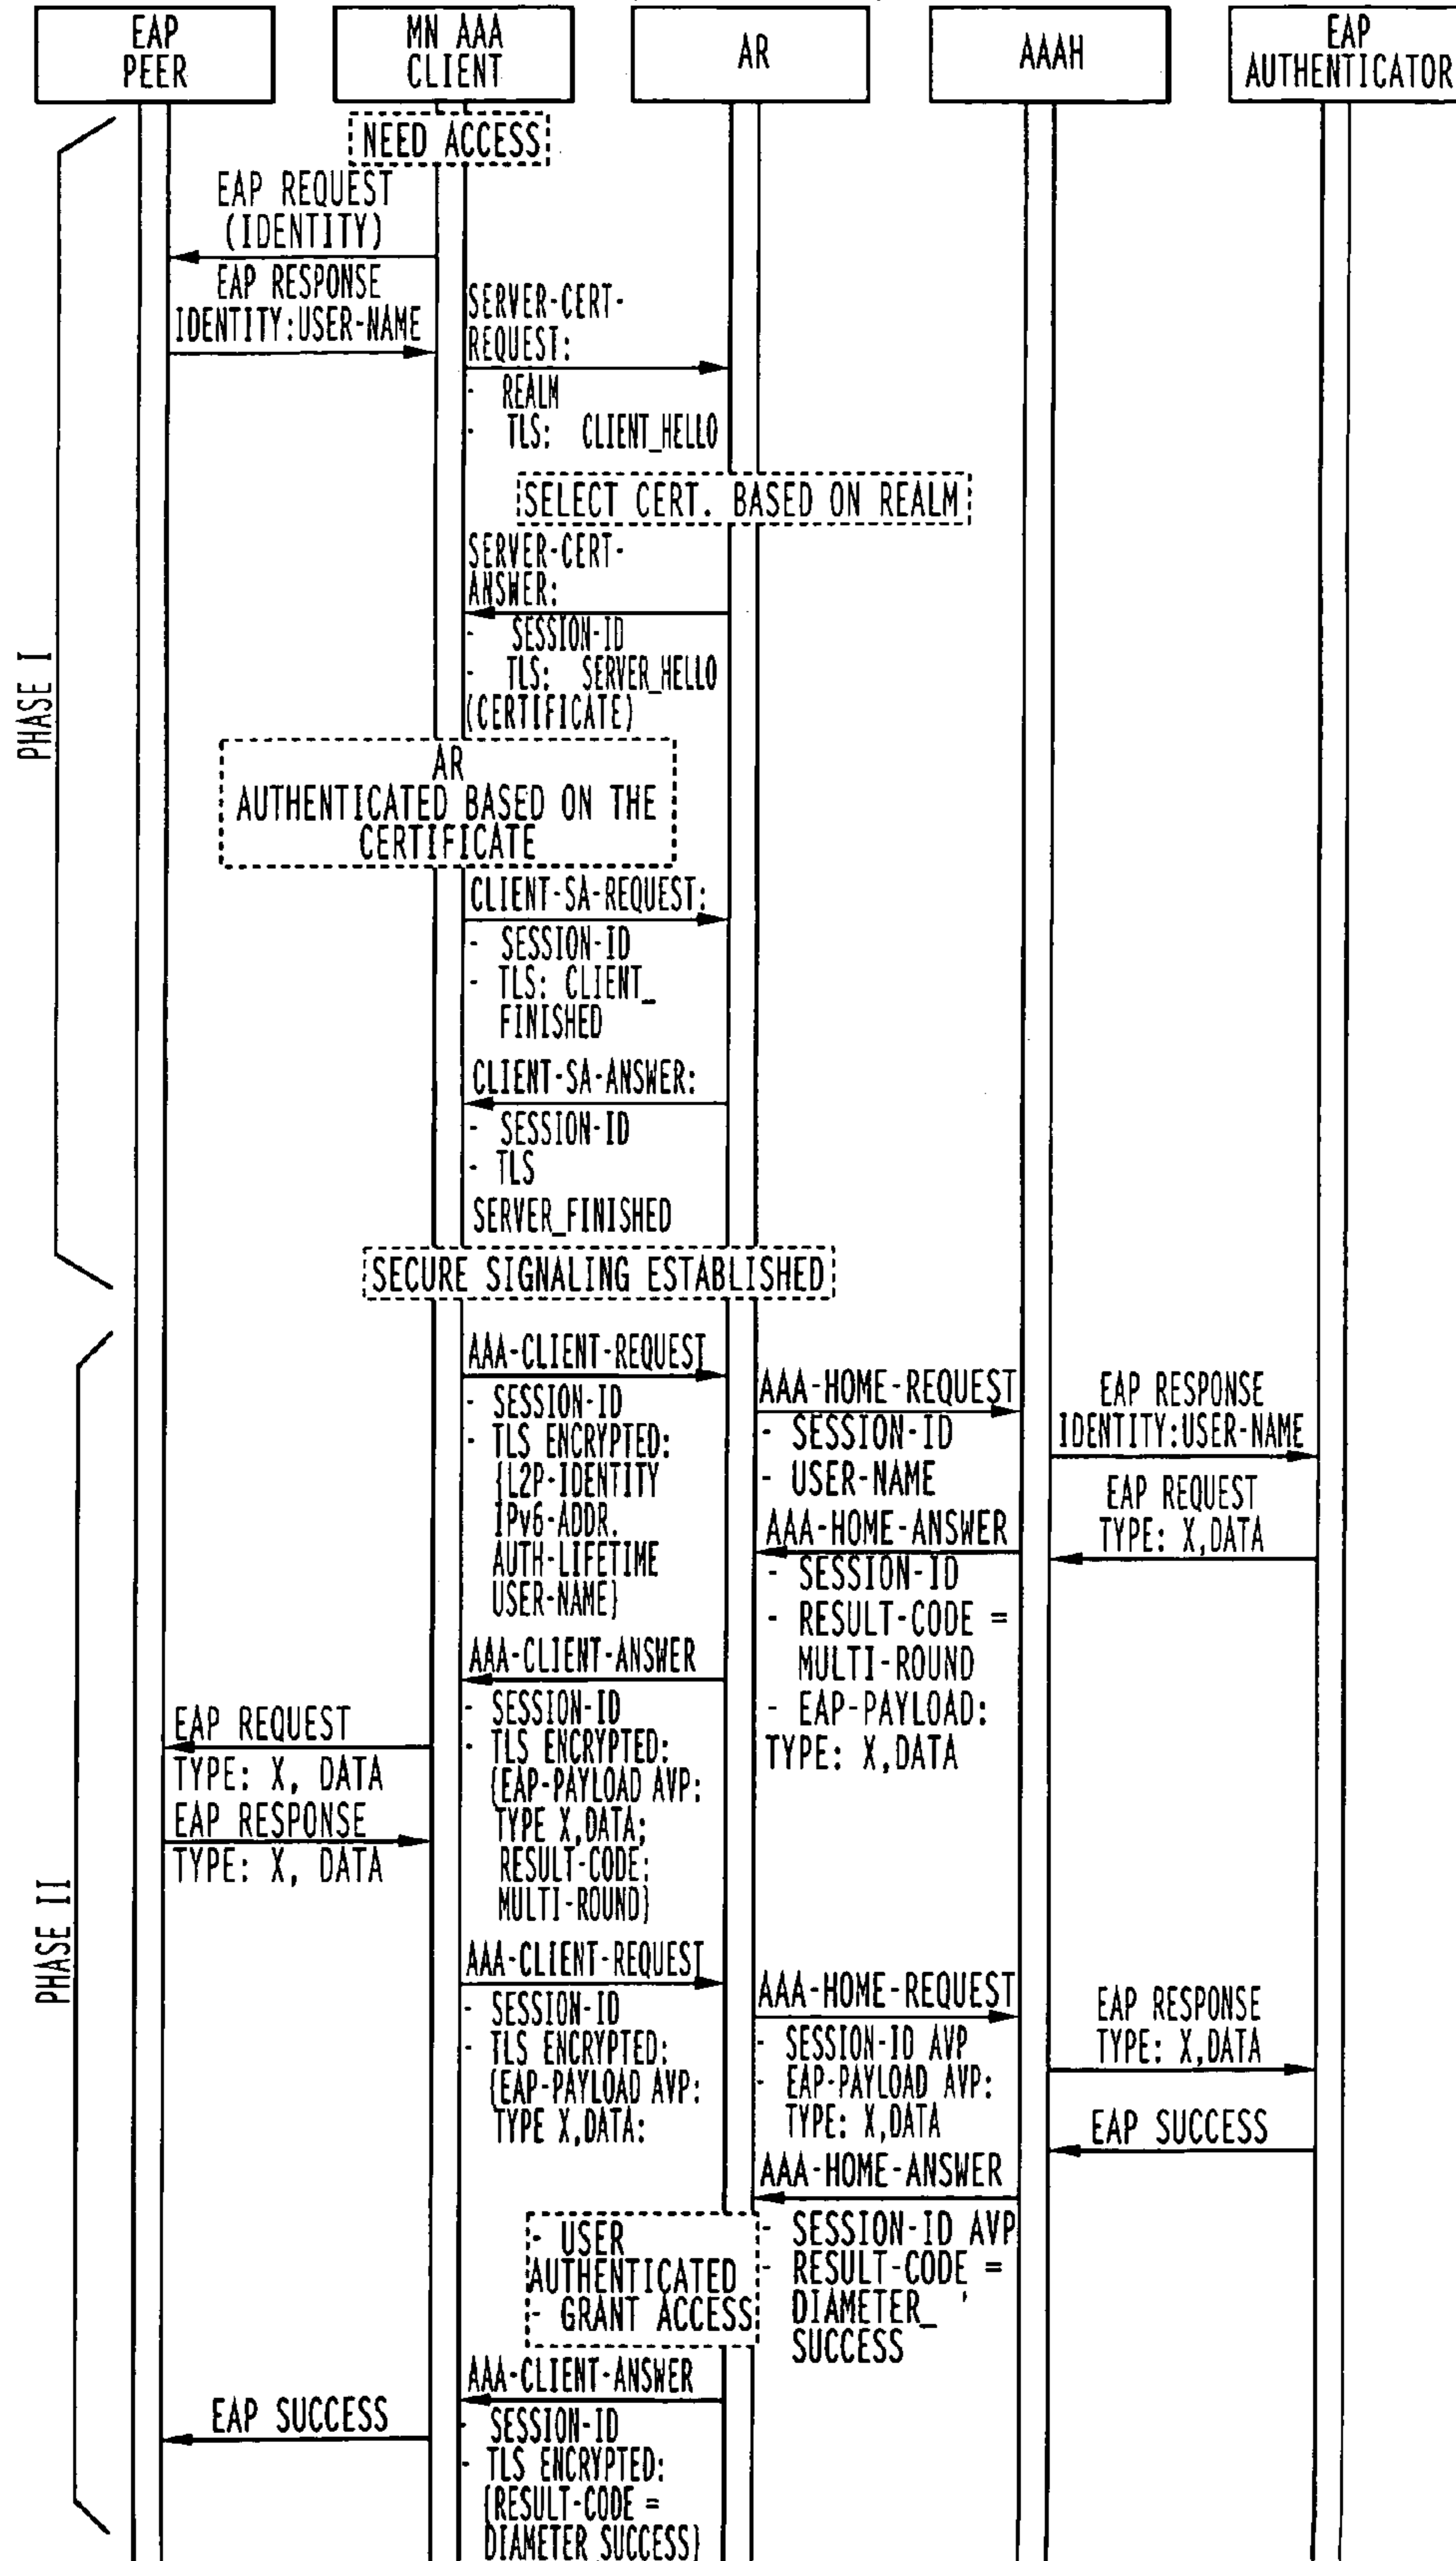 EAP
PEER
MN AAA
CLIENT
AR
AAAH
EAP
AUTHENTICATOR
PHASE I
NEED ACCESS
EAP REQUEST
(IDENTITY)
EAP RESPONSE
IDENTITY:USER-NAME
SERVER-CERT-
REQUEST:
- REALM
- TLS: CLIENT_HELLO
SELECT CERT. BASED ON REALM
SERVER-CERT-
ANSWER:
- SESSION-ID
- TLS: SERVER_HELLO
(CERTIFICATE)
AR
AUTHENTICATED BASED ON THE
CERTIFICATE
CLIENT-SA-REQUEST:
- SESSION-ID
- TLS: CLIENT_
FINISHED
CLIENT-SA-ANSWER:
- SESSION-ID
- TLS
SERVER_FINISHED
SECURE SIGNALING ESTABLISHED
PHASE II
AAA-CLIENT-REQUEST
- SESSION-ID
- TLS ENCRYPTED:
{L2P-IDENTITY
IPv6-ADDR.
AUTH-LIFETIME
USER-NAME}
AAA-HOME-REQUEST
- SESSION-ID
- USER-NAME
EAP RESPONSE
IDENTITY:USER-NAME
EAP REQUEST
TYPE: X,DATA
AAA-HOME-ANSWER
- SESSION-ID
- RESULT-CODE =
MULTI-ROUND
- EAP-PAYLOAD:
TYPE: X,DATA
AAA-CLIENT-ANSWER
- SESSION-ID
- TLS ENCRYPTED:
{EAP-PAYLOAD AVP:
TYPE X,DATA;
RESULT-CODE:
MULTI-ROUND}
EAP REQUEST
TYPE: X, DATA
EAP RESPONSE
TYPE: X, DATA
AAA-CLIENT-REQUEST
- SESSION-ID
- TLS ENCRYPTED:
{EAP-PAYLOAD AVP:
TYPE X,DATA:
AAA-HOME-REQUEST
- SESSION-ID AVP
- EAP-PAYLOAD AVP:
TYPE: X,DATA
EAP RESPONSE
TYPE: X,DATA
EAP SUCCESS
AAA-HOME-ANSWER
- SESSION-ID AVP
- RESULT-CODE =
DIAMETER_
SUCCESS
- USER
AUTHENTICATED
- GRANT ACCESS
AAA-CLIENT-ANSWER
- SESSION-ID
- TLS ENCRYPTED:
{RESULT-CODE =
DIAMETER SUCCESS}
EAP SUCCESS